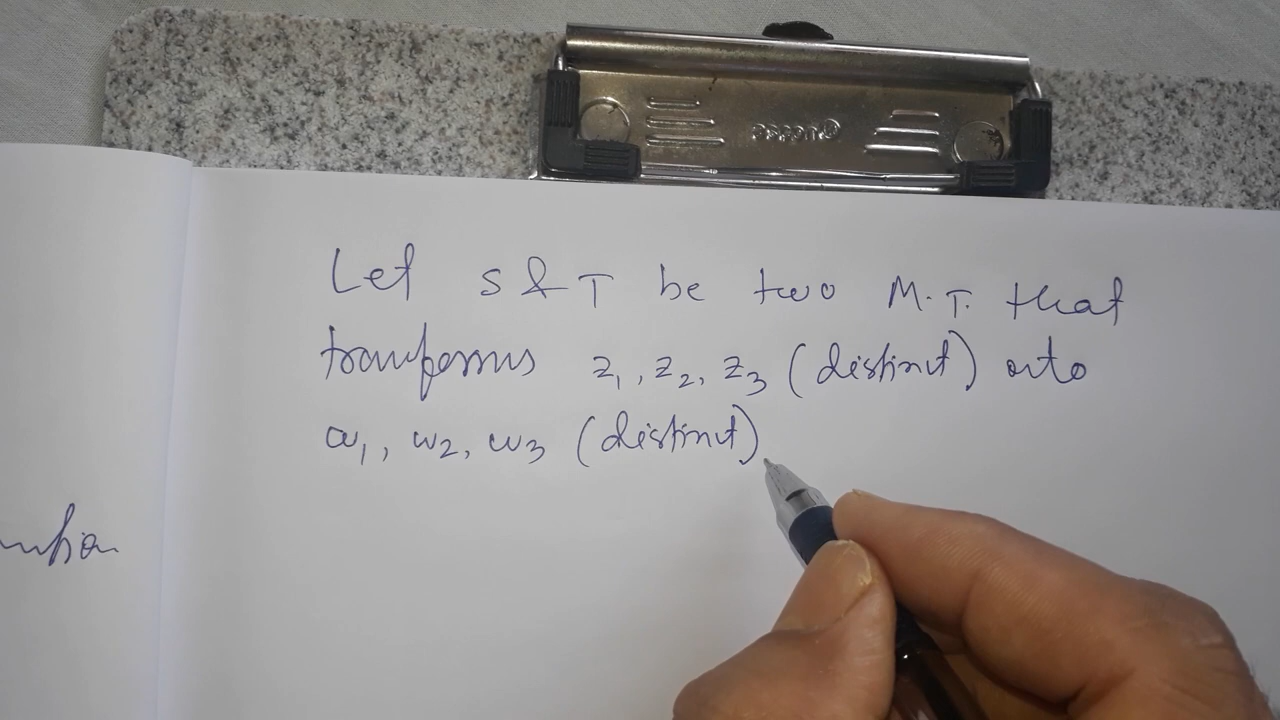 Let S & T be two M.T. that
transforms z1, z2, z3 (distinct) onto
w1, w2, w3 (distinct)